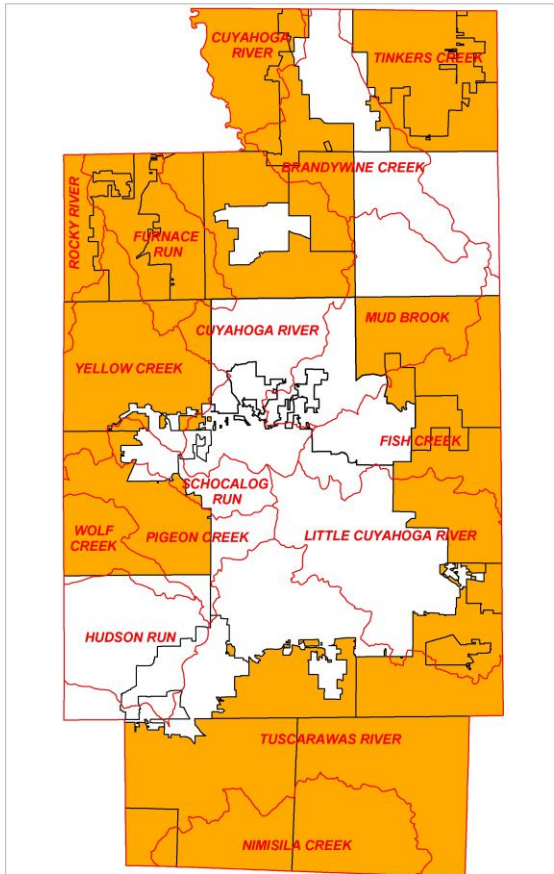 CUYAHOGA
RIVER
TINKERS CREEK
BRANDYWINE CREEK
ROCKY RIVER
FURNACE
RUN
CUYAHOGA RIVER
MUD BROOK
YELLOW CREEK
FISH CREEK
SCHOCALOG
RUN
WOLF
CREEK
PIGEON CREEK
LITTLE CUYAHOGA RIVER
HUDSON RUN
TUSCARAWAS RIVER
NIMISILA CREEK